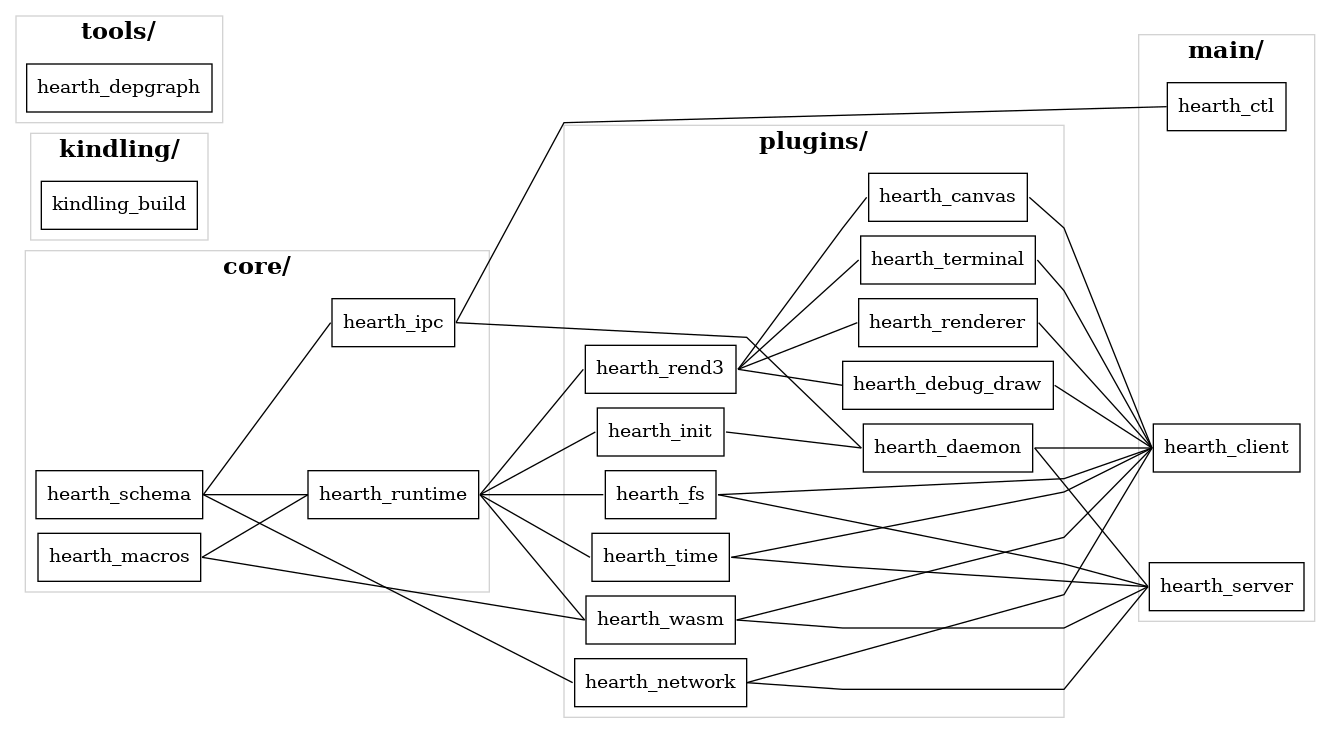 tools/
hearth_depgraph
kindling/
kindling_build
core/
hearth_ipc
hearth_schema
hearth_runtime
hearth_macros
plugins/
hearth_canvas
hearth_terminal
hearth_renderer
hearth_rend3
hearth_debug_draw
hearth_init
hearth_daemon
hearth_fs
hearth_time
hearth_wasm
hearth_network
main/
hearth_ctl
hearth_client
hearth_server